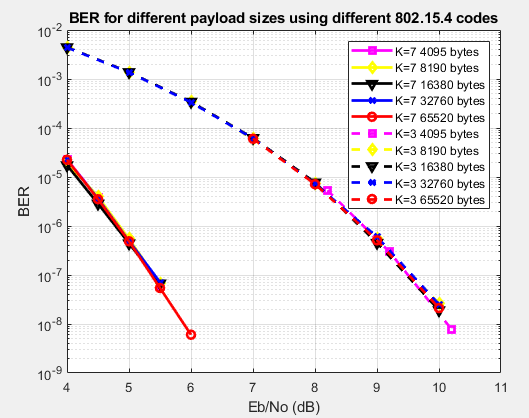 BER for different payload sizes using different 802.15.4 codes
10^-2
10^-3
10^-4
10^-5
10^-6
10^-7
10^-8
10^-9
BER
K=7 4095 bytes
K=7 8190 bytes
K=7 16380 bytes
K=7 32760 bytes
K=7 65520 bytes
K=3 4095 bytes
K=3 8190 bytes
K=3 16380 bytes
K=3 32760 bytes
K=3 65520 bytes
4 5 6 7 8 9 10 11
Eb/No (dB)